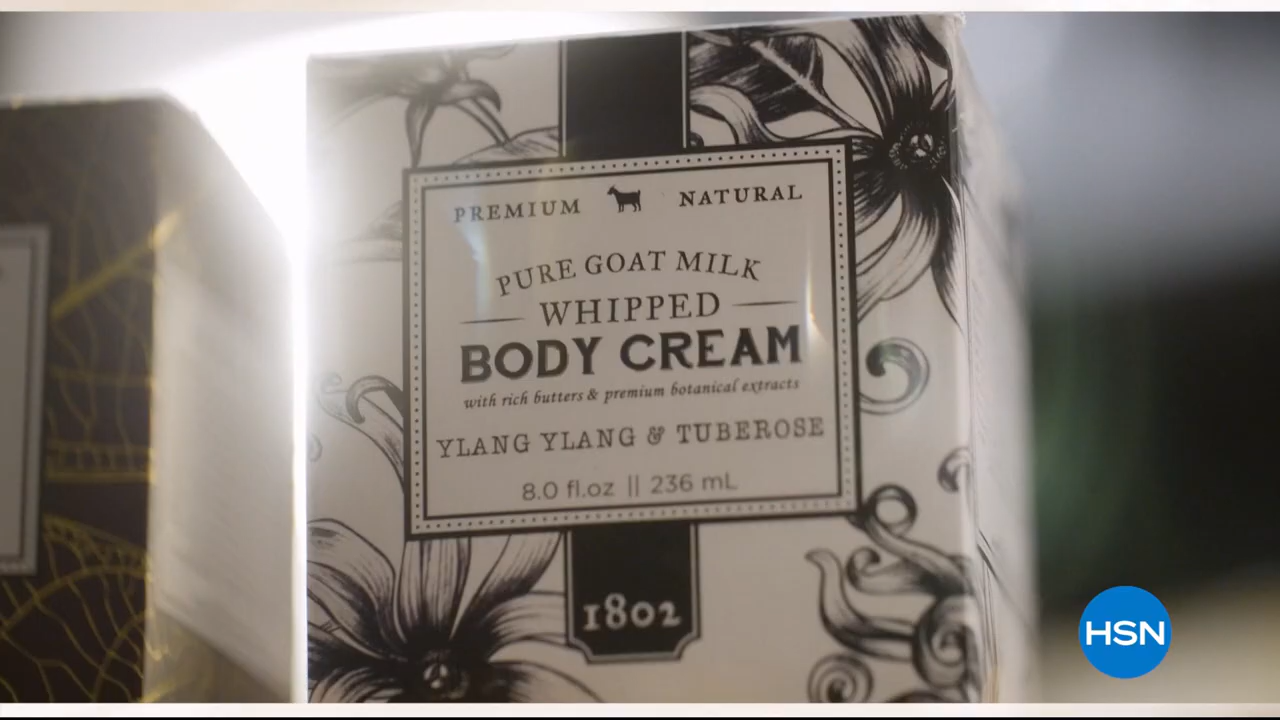 PREMIUM NATURAL
PURE GOAT MILK
WHIPPED
BODY CREAM
with rich butters & premium botanical extracts
YLANG YLANG & TUBEROSE
8.0 fl.oz || 236 mL
1802
HSN